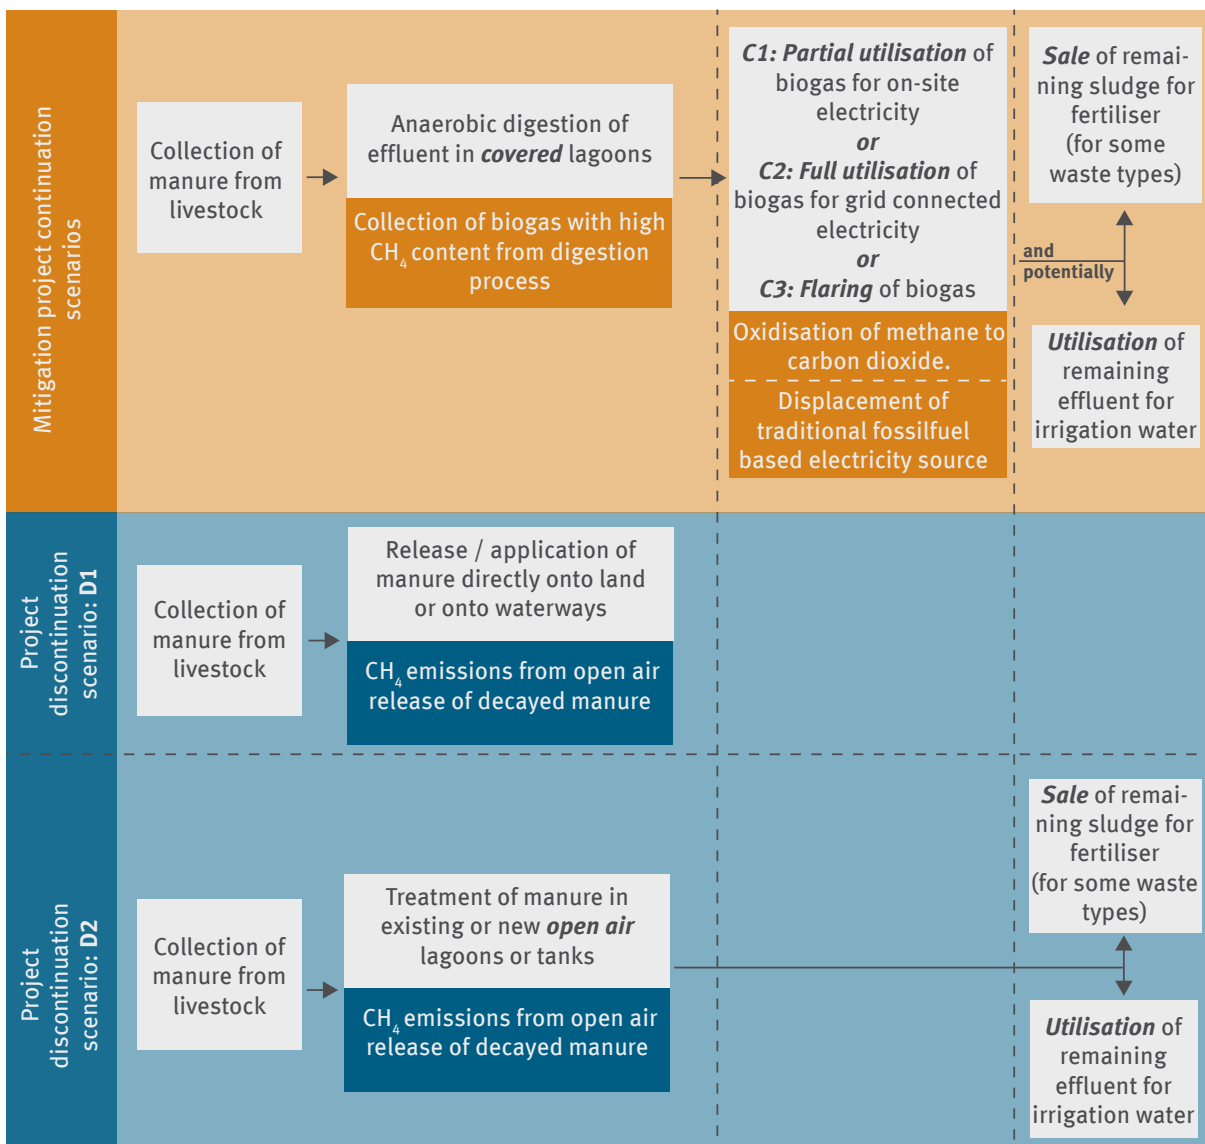 Mitigation project continuation
scenarios
Collection of
manure from
livestock
Anaerobic digestion of
effluent in covered lagoons
Collection of biogas with high
CH₄ content from digestion
process
C1: Partial utilisation of
biogas for on-site
electricity
or
C2: Full utilisation of
biogas for grid connected
electricity
or
C3: Flaring of biogas
Oxidisation of methane to
carbon dioxide.
Displacement of
traditional fossilfuel
based electricity source
and
potentially
Sale of remai-
ning sludge for
fertiliser
(for some
waste types)
Utilisation of
remaining
effluent for
irrigation water
Project
discontinuation
scenario: D1
Collection of
manure from
livestock
Release / application of
manure directly onto land
or onto waterways
CH₄ emissions from open air
release of decayed manure
Project
discontinuation
scenario: D2
Collection of
manure from
livestock
Treatment of manure in
existing or new open air
lagoons or tanks
CH₄ emissions from open air
release of decayed manure
Sale of remai-
ning sludge for
fertiliser
(for some waste
types)
Utilisation of
remaining
effluent for
irrigation water